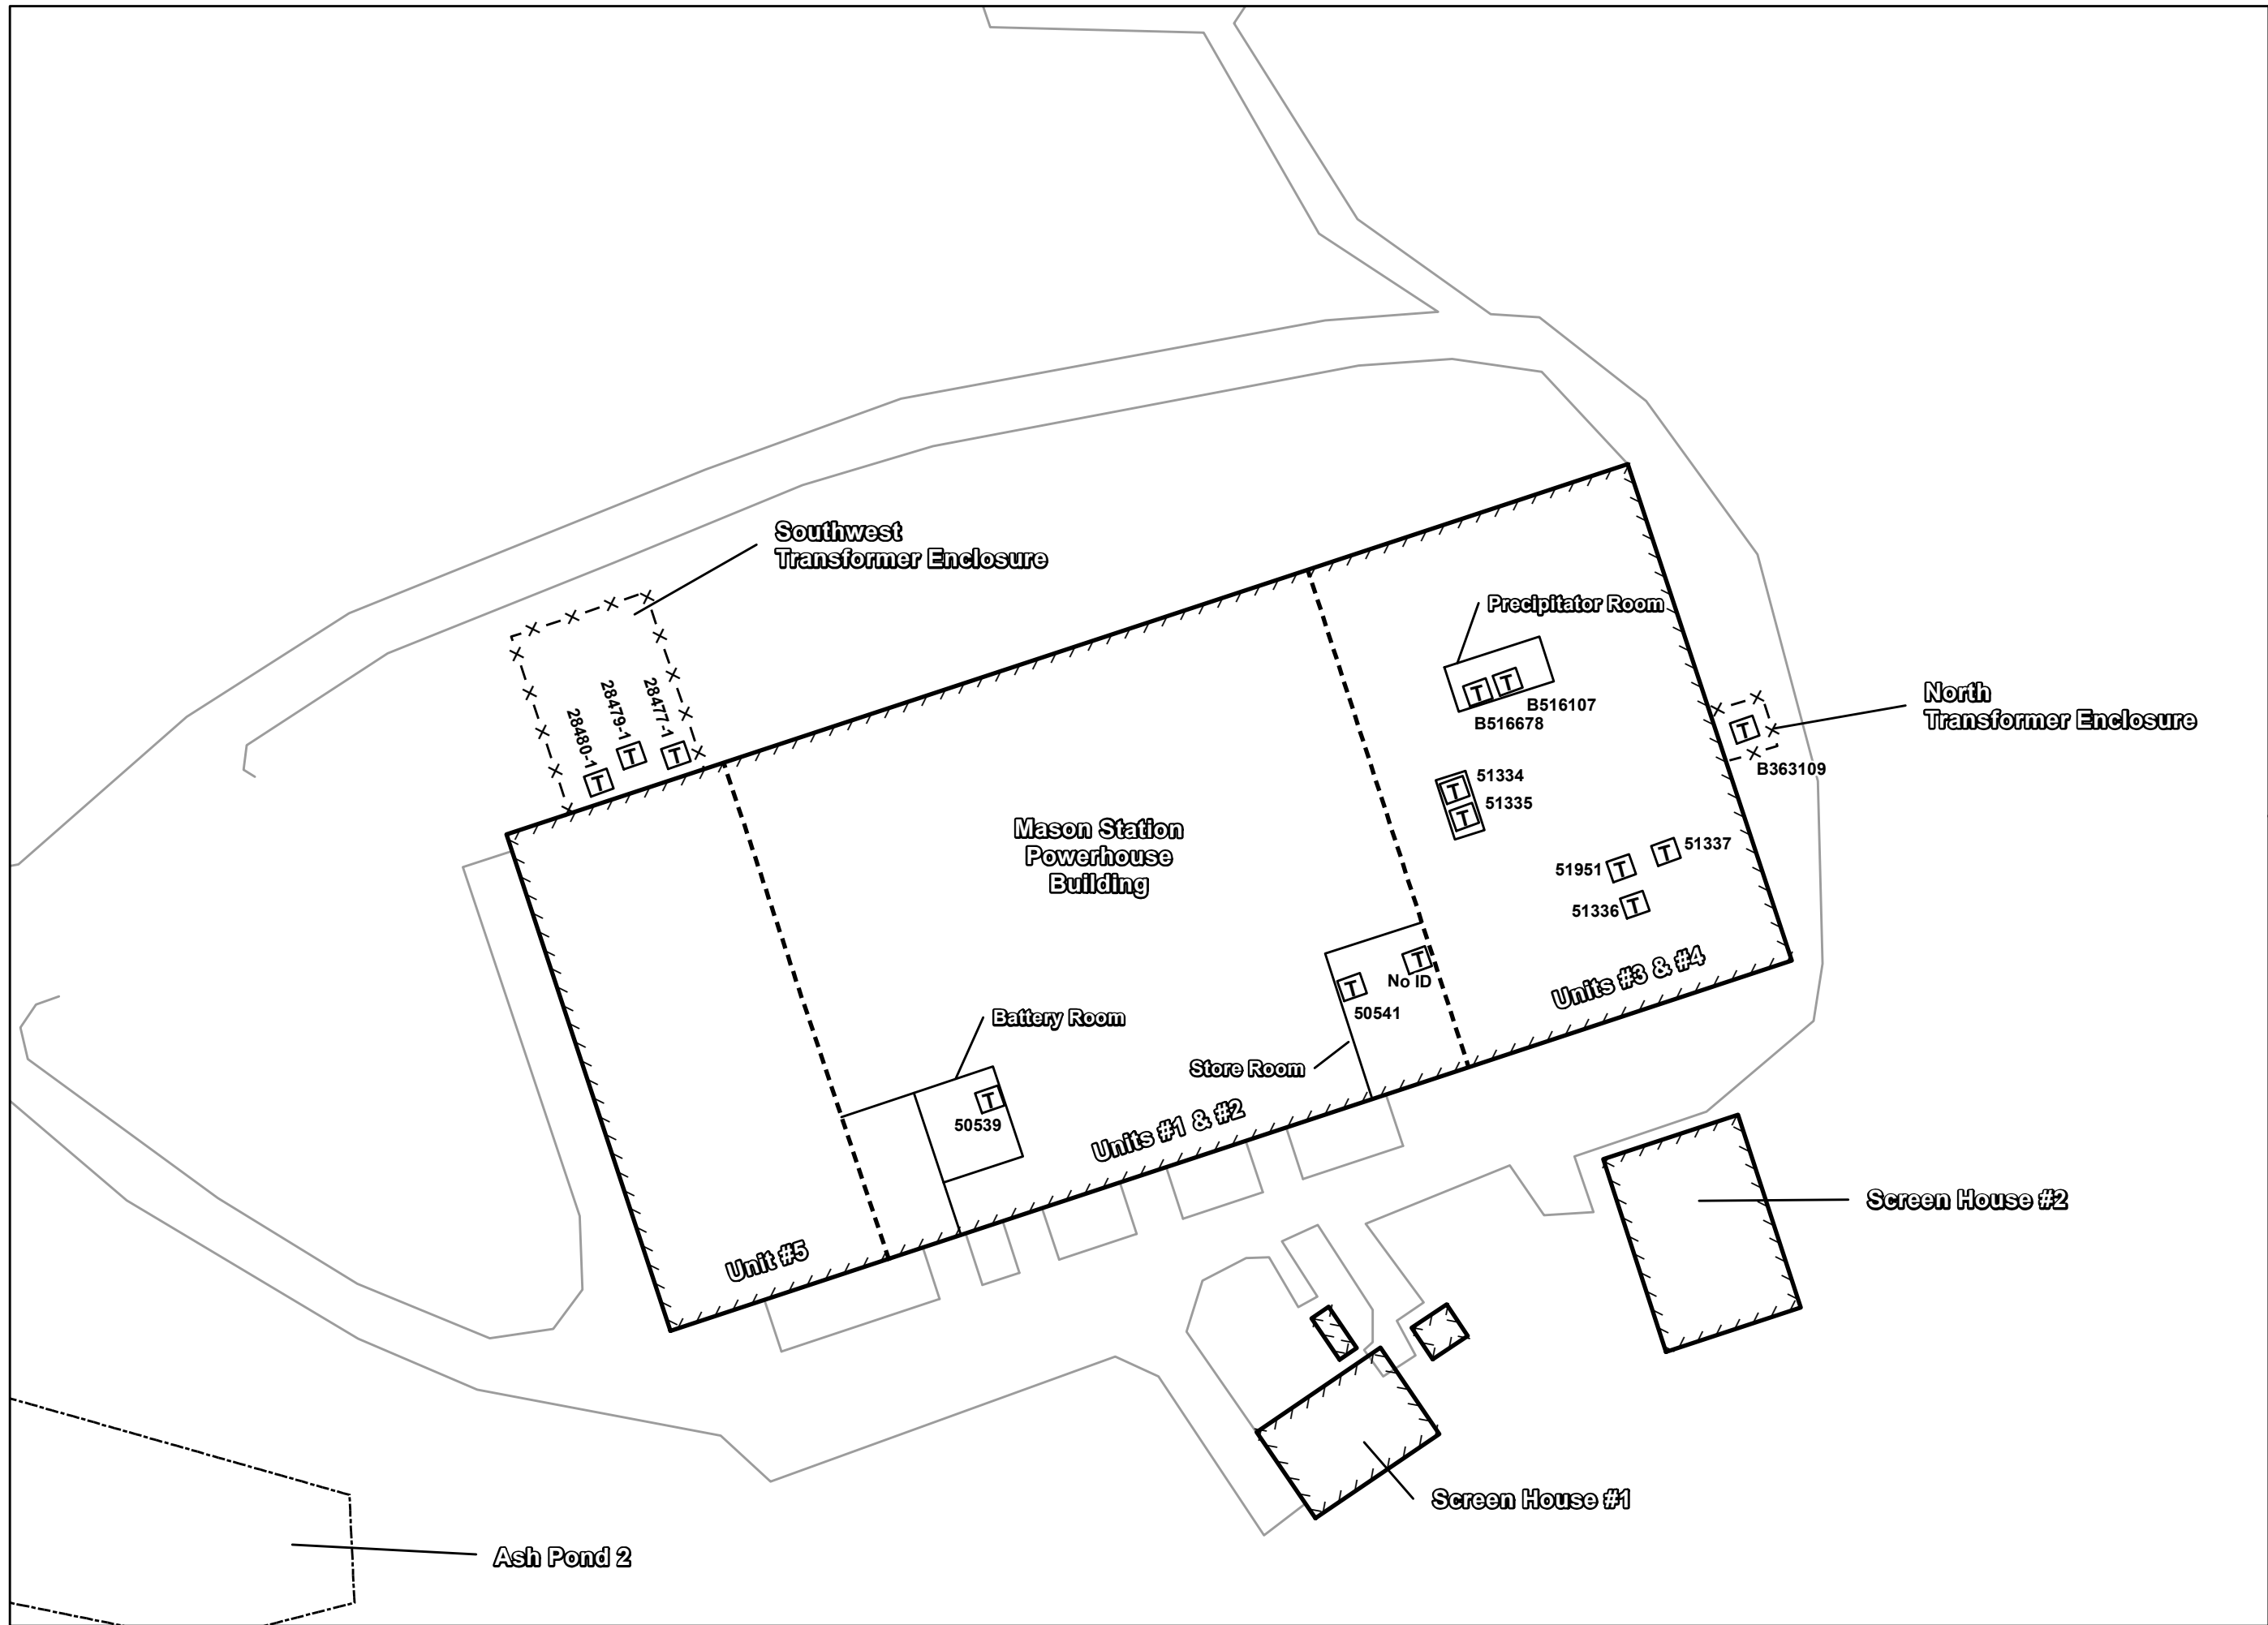 Southwest
Transformer Enclosure
Precipitator Room
28477-1
28479-1
28480-1
T
T
T
T
T
B516107
B516678
North
Transformer Enclosure
T
B363109
T
51334
T
51335
Mason Station
Powerhouse
Building
T
51337
51951
T
51336
T
T
No ID
T
50541
Units #3 & #4
Battery Room
Store Room
T
50539
Units #1 & #2
Screen House #2
Unit #5
Screen House #1
Ash Pond 2